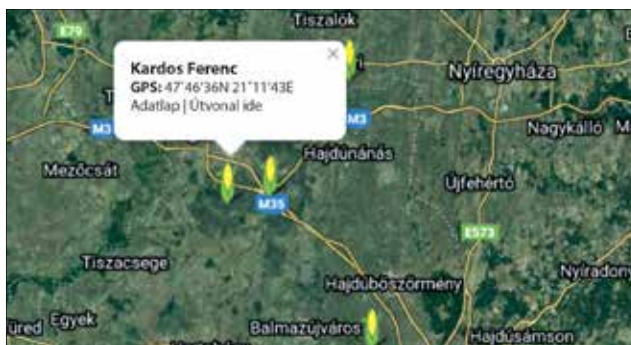 Tiszalök
E79
Kardos Ferenc
GPS: 47˚46'36N 21˚11'43E
Adatlap | Útvonal ide
Nyíregyháza
M3
M3
Nagykálló
Hajdúnánás
Mezőcsát
Újfehértó
M35
E573
Tiszacsege
Nyíradony
Hajdúböszörmény
üred
Egyek
Balmazújváros
Hajdúsámson